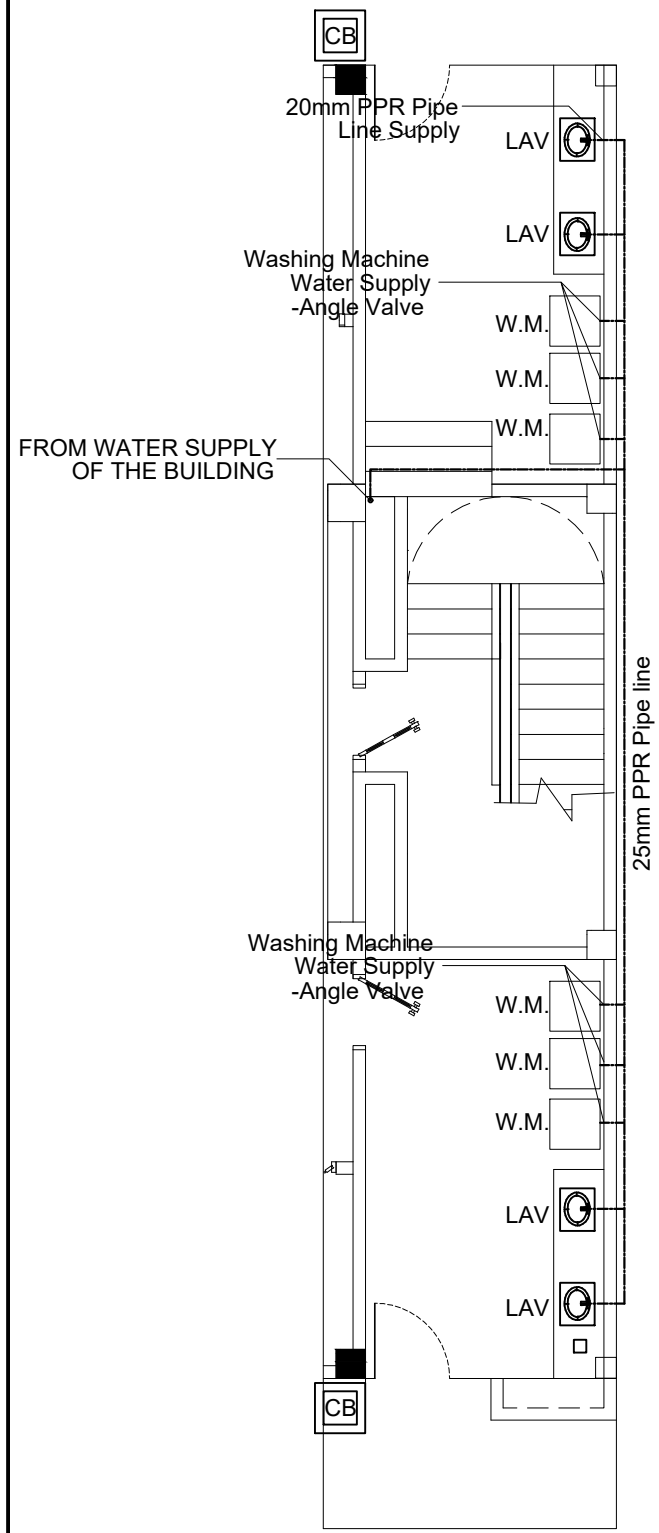 CB
20mm PPR Pipe
Line Supply
LAV
LAV
Washing Machine
Water Supply
-Angle Valve
W.M.
W.M.
W.M.
FROM WATER SUPPLY
OF THE BUILDING
25mm PPR Pipe line
Washing Machine
Water Supply
-Angle Valve
W.M.
W.M.
W.M.
LAV
LAV
CB